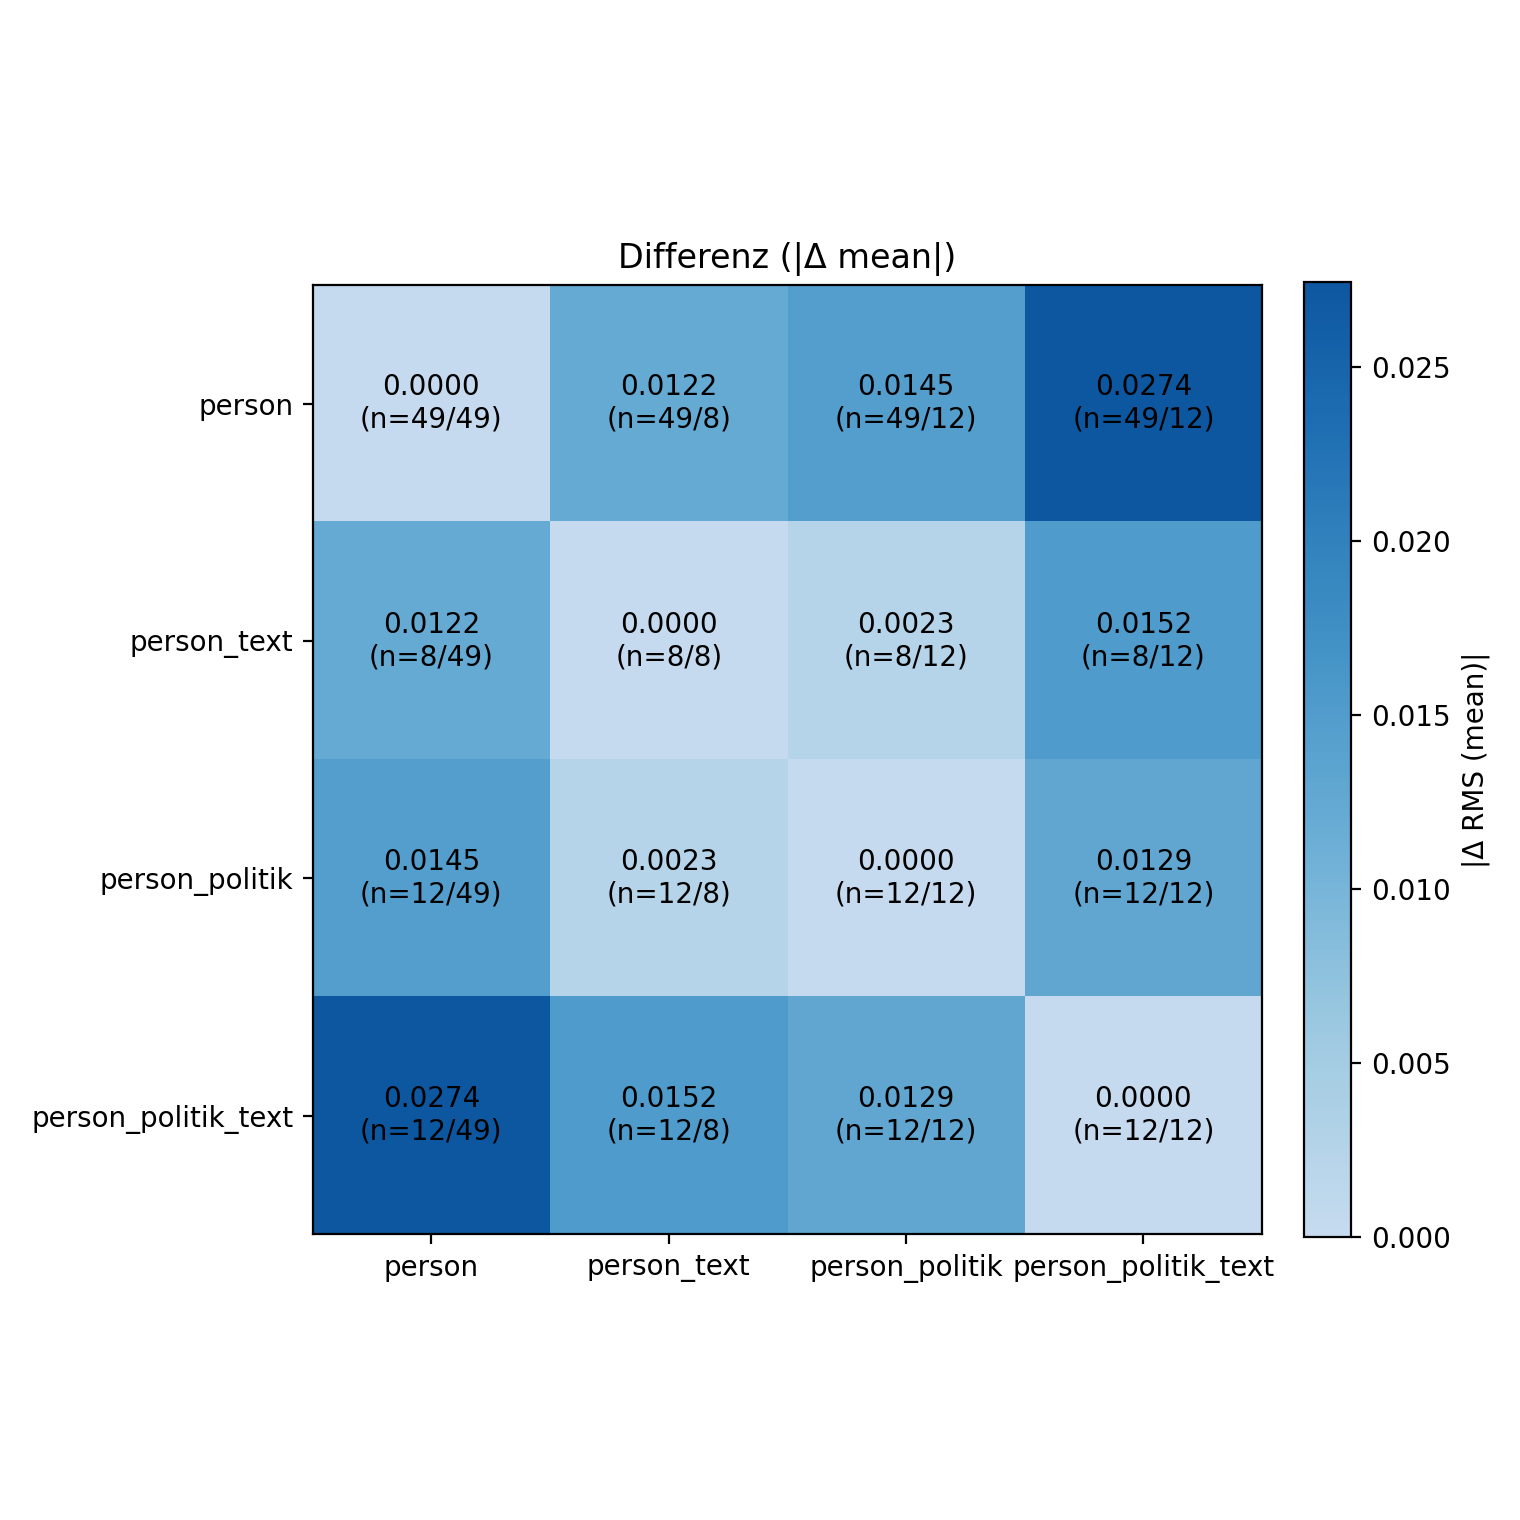 Differenz (|Δ mean|)
person
0.0000
(n=49/49)
0.0122
(n=49/8)
0.0145
(n=49/12)
0.0274
(n=49/12)
person_text
0.0122
(n=8/49)
0.0000
(n=8/8)
0.0023
(n=8/12)
0.0152
(n=8/12)
person_politik
0.0145
(n=12/49)
0.0023
(n=12/8)
0.0000
(n=12/12)
0.0129
(n=12/12)
person_politik_text
0.0274
(n=12/49)
0.0152
(n=12/8)
0.0129
(n=12/12)
0.0000
(n=12/12)
person
person_text
person_politik
person_politik_text
0.025
0.020
0.015
0.010
0.005
0.000
|Δ RMS (mean)|